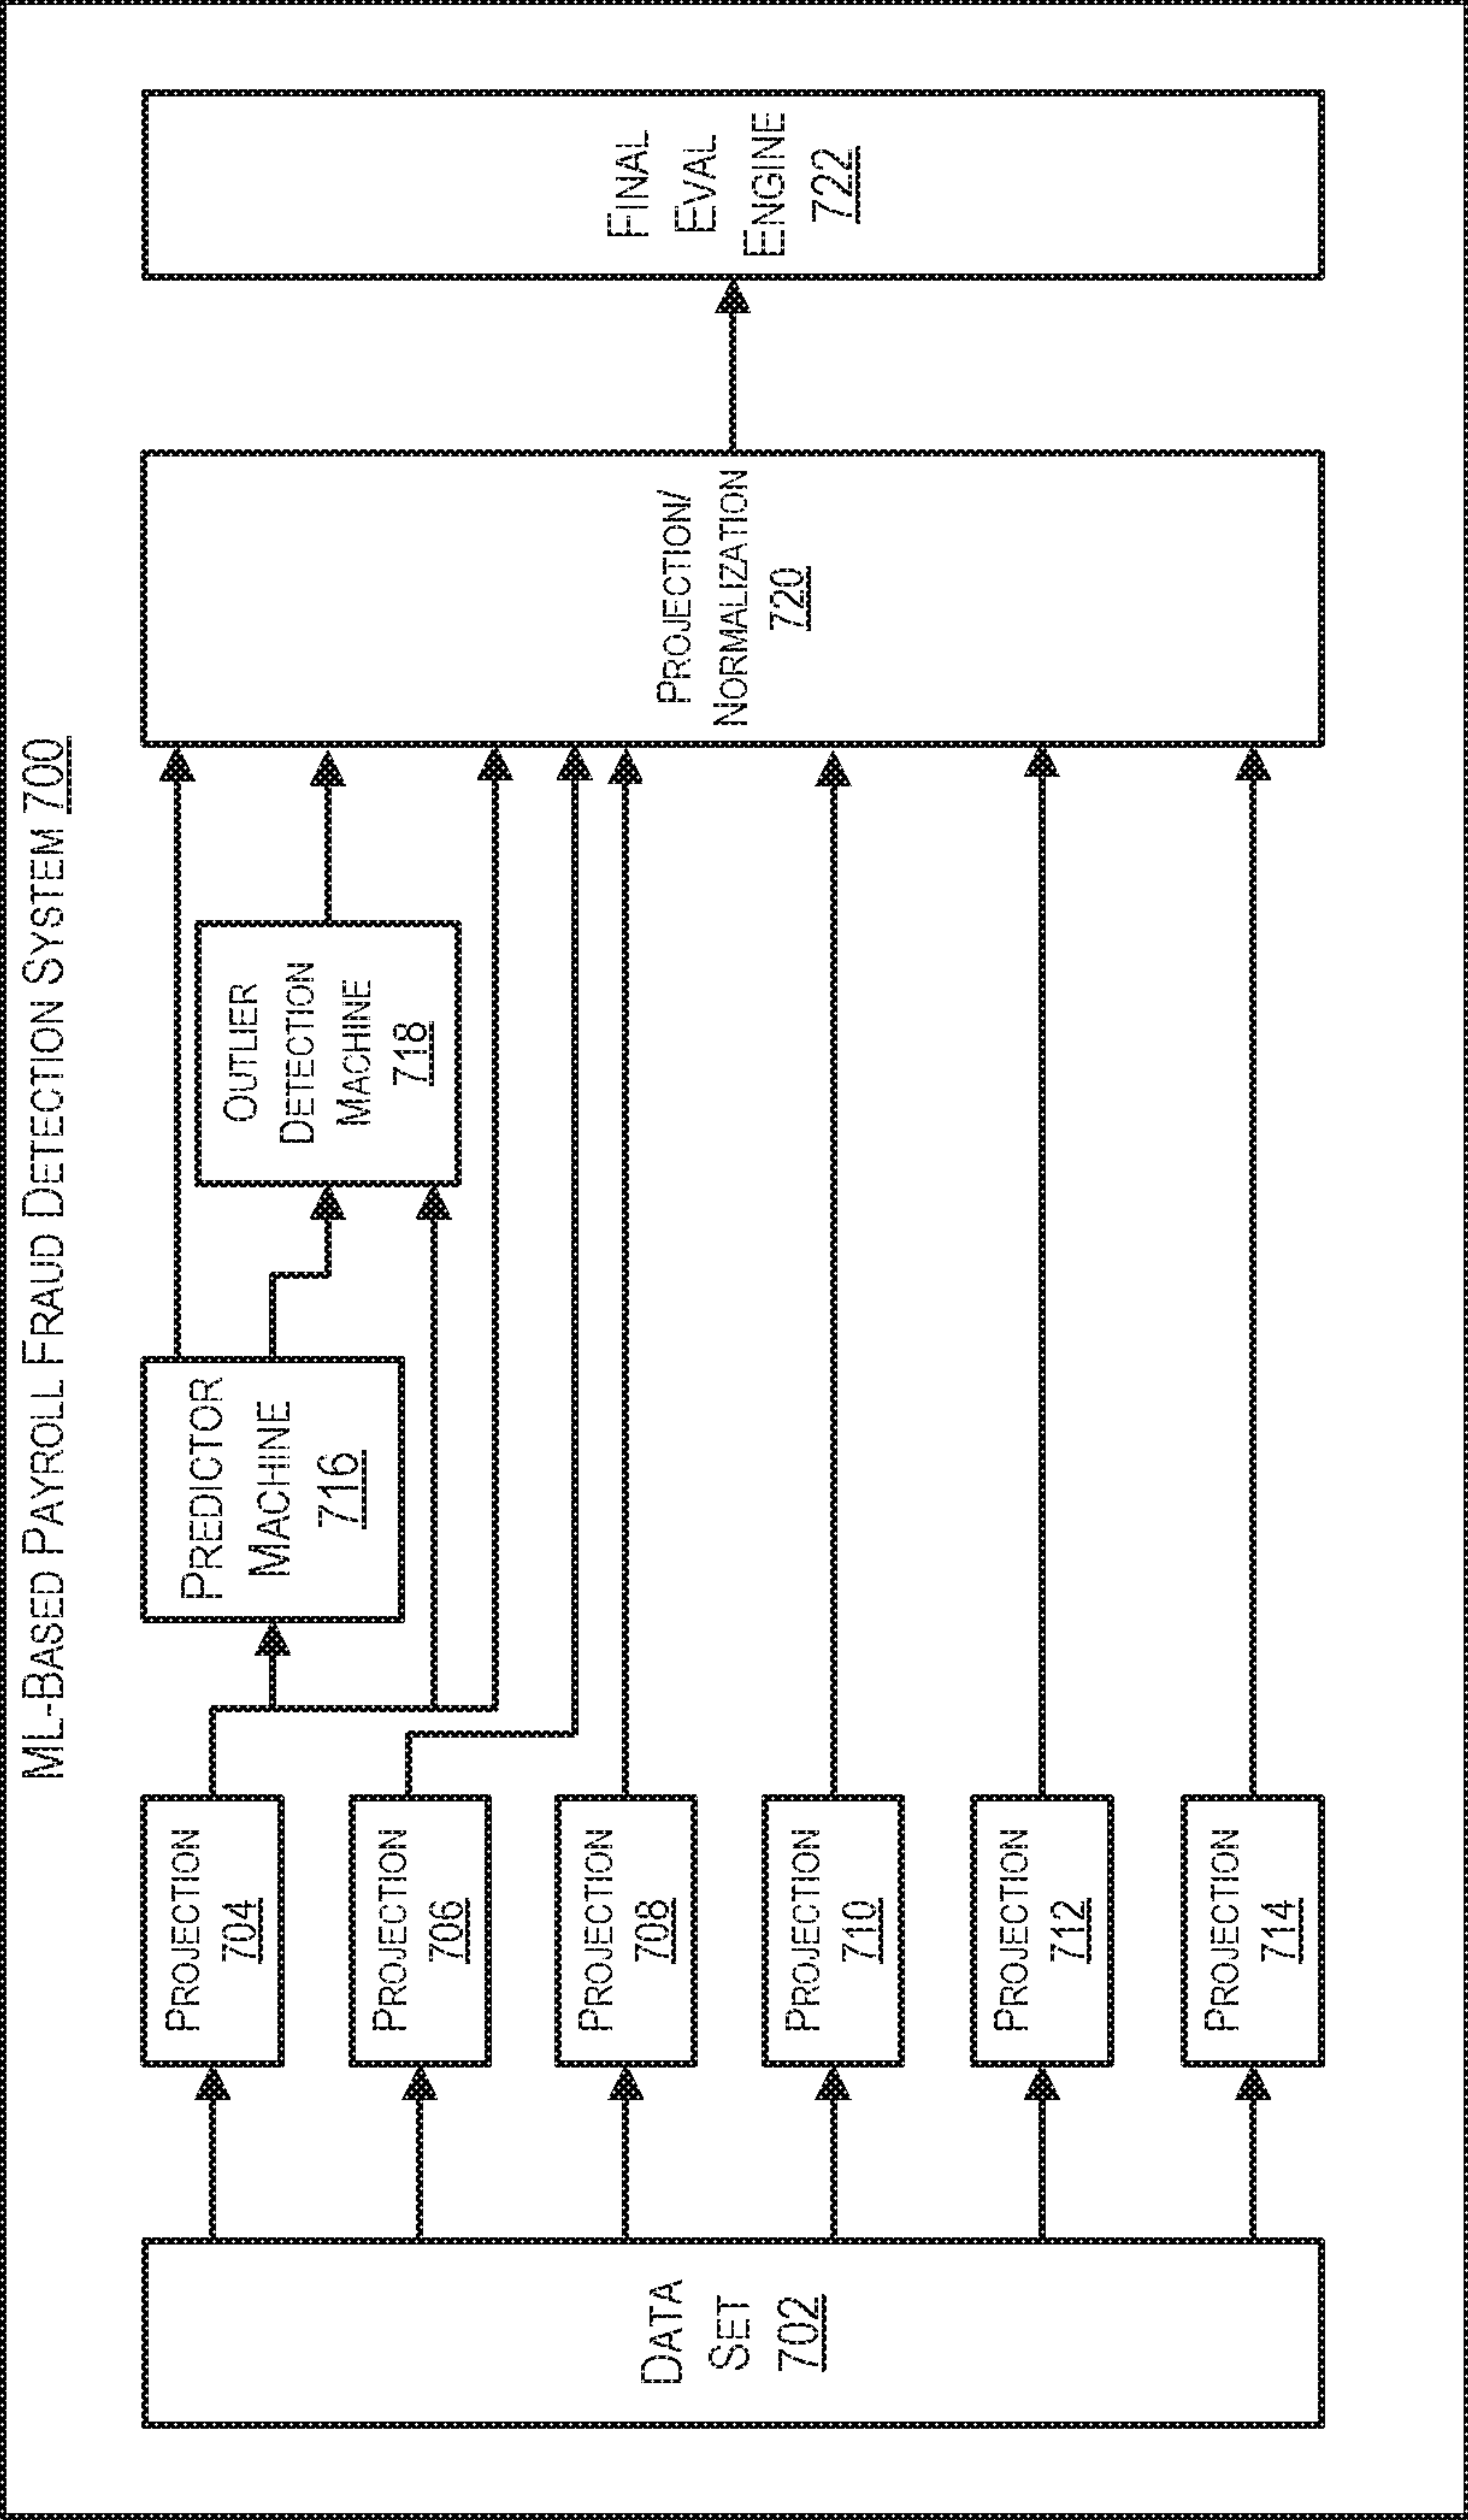 ML-BASED PAYROLL FRAUD DETECTION SYSTEM 700
DATA
SET
702
PROJECTION
704
PROJECTION
706
PROJECTION
708
PROJECTION
710
PROJECTION
712
PROJECTION
714
PREDICTOR
MACHINE
716
OUTLIER
DETECTION
MACHINE
718
PROJECTION/
NORMALIZATION
720
FINAL
EVAL
ENGINE
722